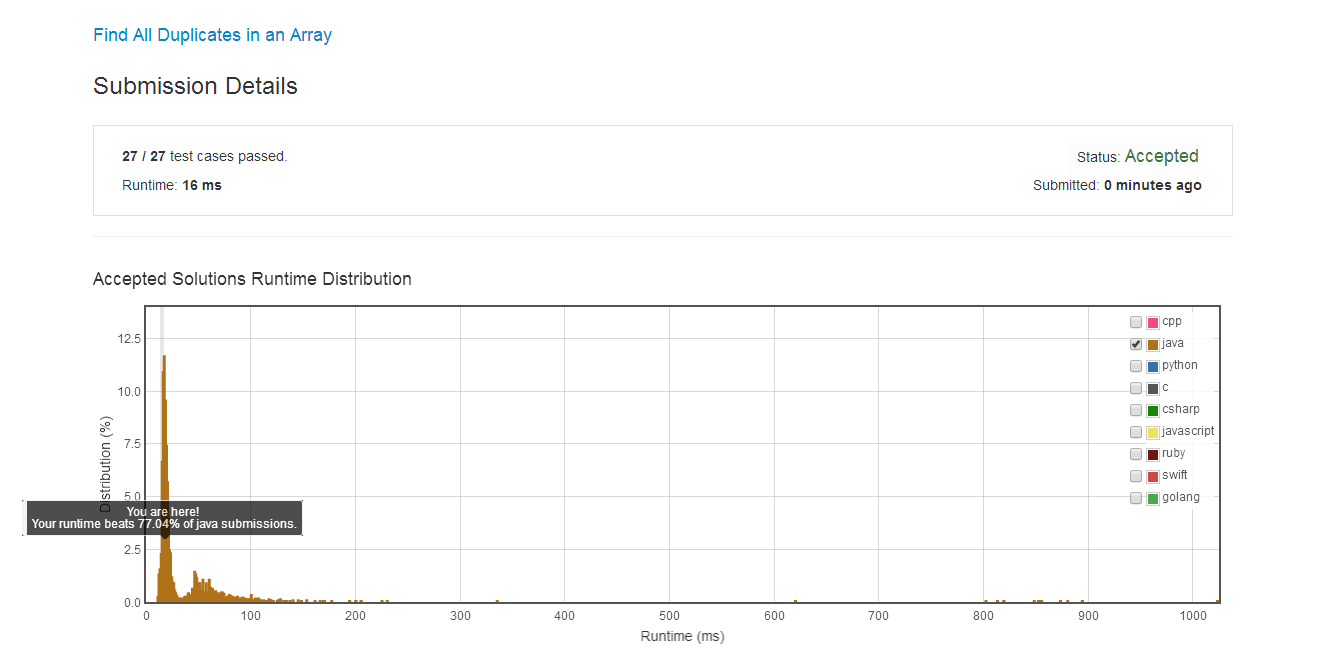 Find All Duplicates in an Array
Submission Details
27 / 27 test cases passed.
Status: Accepted
Runtime: 16 ms
Submitted: 0 minutes ago
Accepted Solutions Runtime Distribution
12.5
10.0
7.5
5.0
2.5
0.0
Distribution (%)
You are here!
Your runtime beats 77.04% of java submissions.
cpp
java
python
c
csharp
javascript
ruby
swift
golang
0 100 200 300 400 500 600 700 800 900 1000
Runtime (ms)